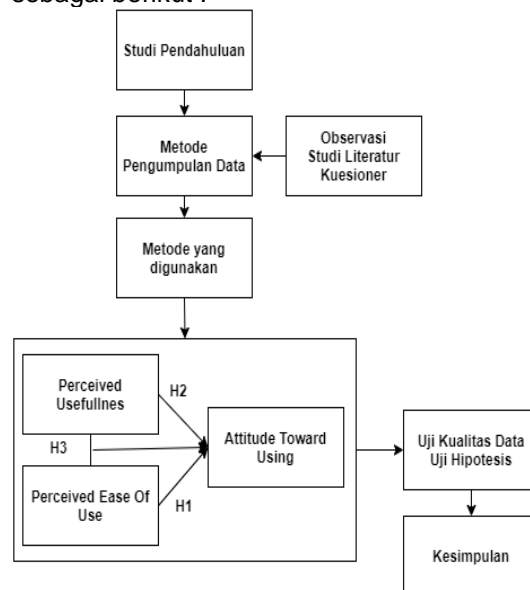 sebagai berikut :
Studi Pendahuluan
Metode
Pengumpulan Data
Observasi
Studi Literatur
Kuesioner
Metode yang
digunakan
Perceived
Usefullnes
H2
Attitude Toward
Using
H3
Perceived Ease Of
Use
H1
Uji Kualitas Data
Uji Hipotesis
Kesimpulan